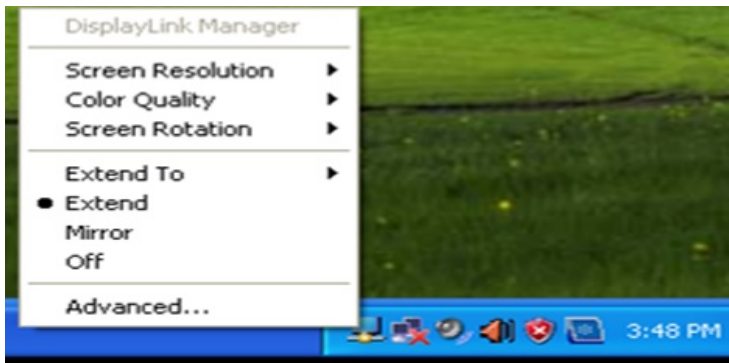 DisplayLink Manager
Screen Resolution
Color Quality
Screen Rotation
Extend To
Extend
Mirror
Off
Advanced...
3:48 PM